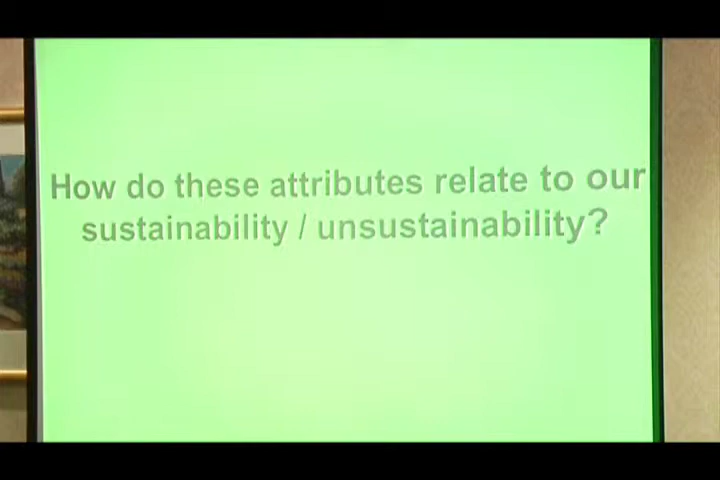 How do these attributes relate to our
sustainability / unsustainability?